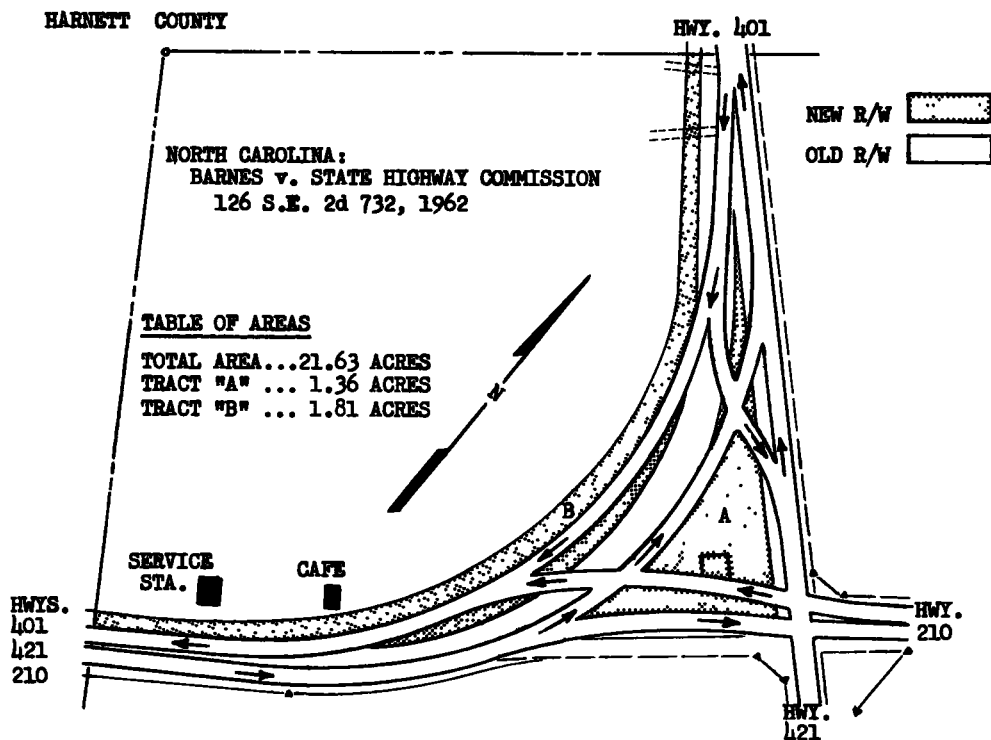 HARNETT COUNTY
HWY. 401
NEW R/W
OLD R/W
NORTH CAROLINA:
BARNES v. STATE HIGHWAY COMMISSION
126 S.E. 2d 732, 1962
N
TABLE OF AREAS
TOTAL AREA...21.63 ACRES
TRACT "A" ... 1.36 ACRES
TRACT "B" ... 1.81 ACRES
B
A
SERVICE
STA.
CAFE
HWYS.
401
421
210
HWY.
210
HWY.
421